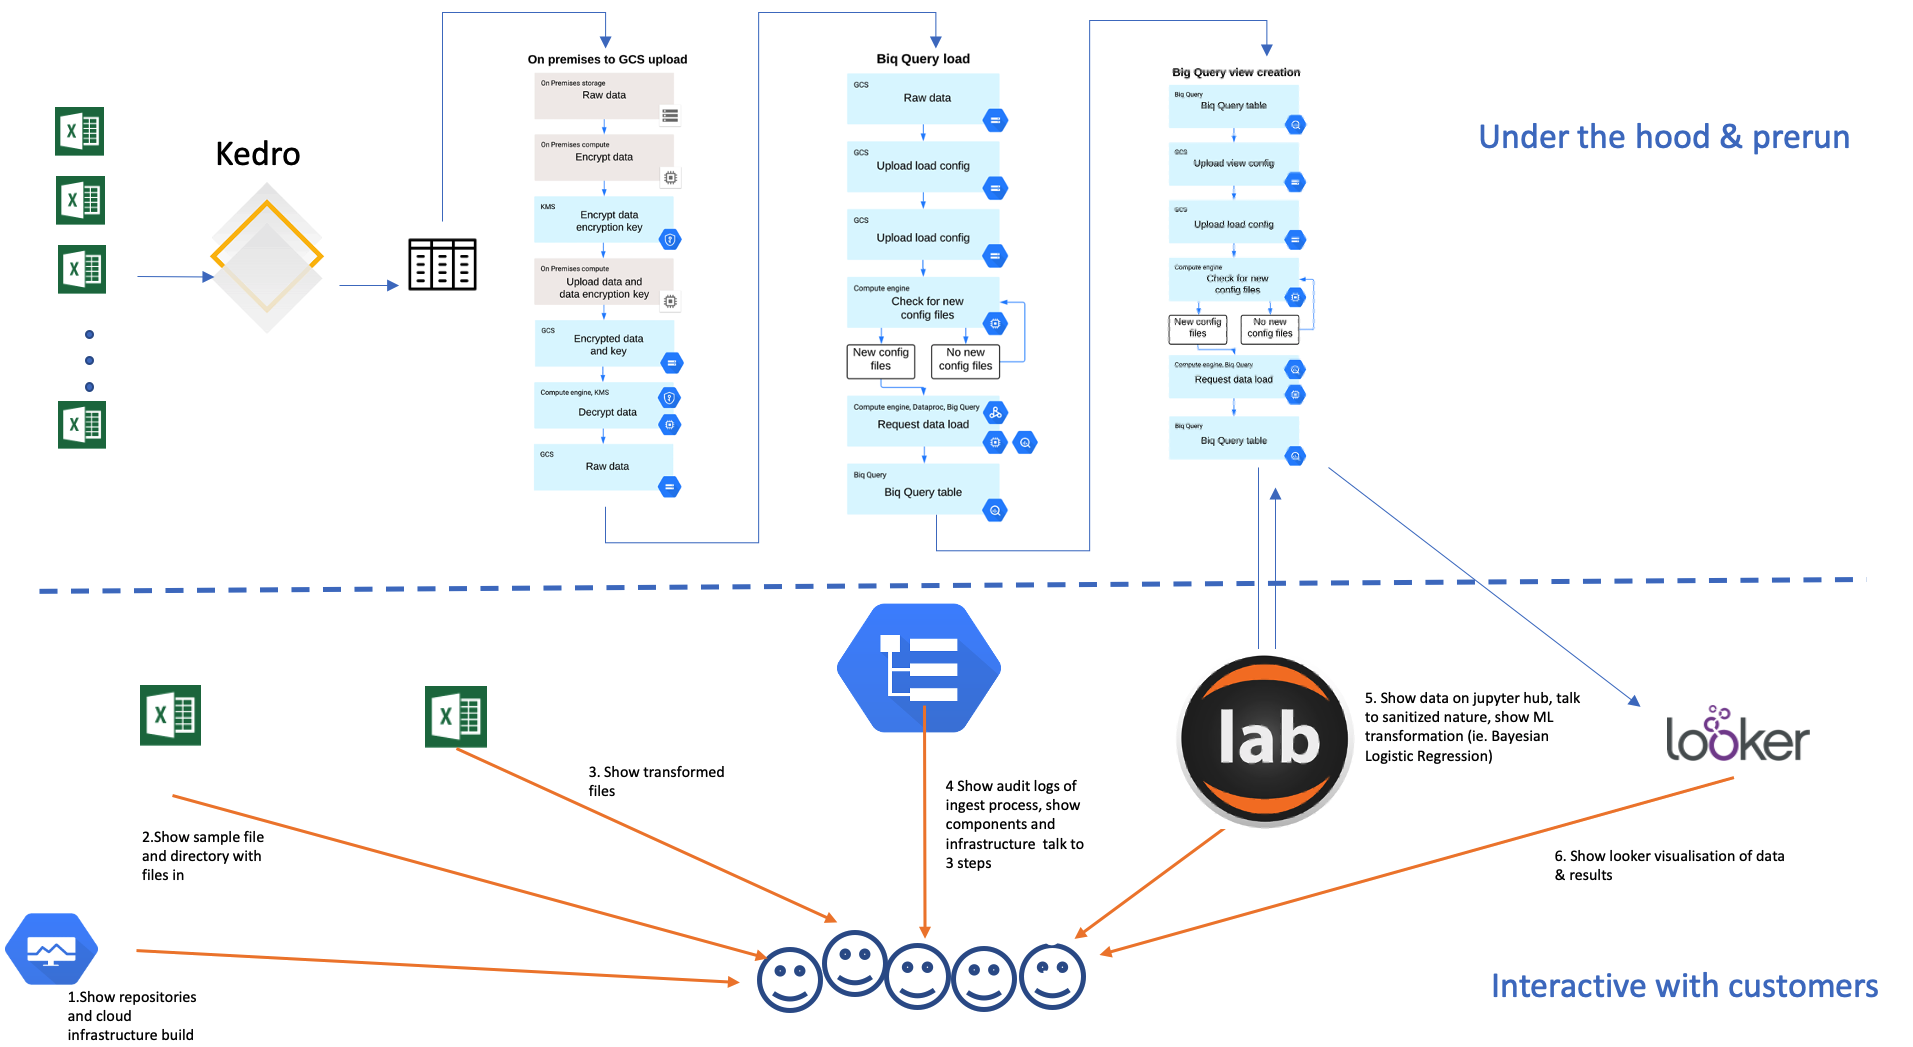 Kedro
On premises to GCS upload
On Premises storage
Raw data
On Premises compute
Encrypt data
KMS
Encrypt data
encryption key
On Premises compute
Upload data and
data encryption key
GCS
Encrypted data
and key
Compute engine, KMS
Decrypt data
GCS
Raw data
Biq Query load
GCS
Raw data
GCS
Upload load config
GCS
Upload load config
Compute engine
Check for new
config files
New config
files
No new
config files
Compute engine, Dataproc, Big Query
Request data load
Biq Query
Biq Query table
Big Query view creation
Biq Query
Biq Query table
GCS
Upload view config
GCS
Upload load config
Compute engine
Check for new
config files
New config
files
No new
config files
Compute engine, Biq Query
Request data load
Biq Query
Biq Query table
Under the hood & prerun
1.Show repositories
and cloud
infrastructure build
2.Show sample file
and directory with
files in
3. Show transformed
files
4 Show audit logs of
ingest process, show
components and
infrastructure talk to
3 steps
lab
5. Show data on jupyter hub, talk
to sanitized nature, show ML
transformation (ie. Bayesian
Logistic Regression)
looker
6. Show looker visualisation of data
& results
Interactive with customers